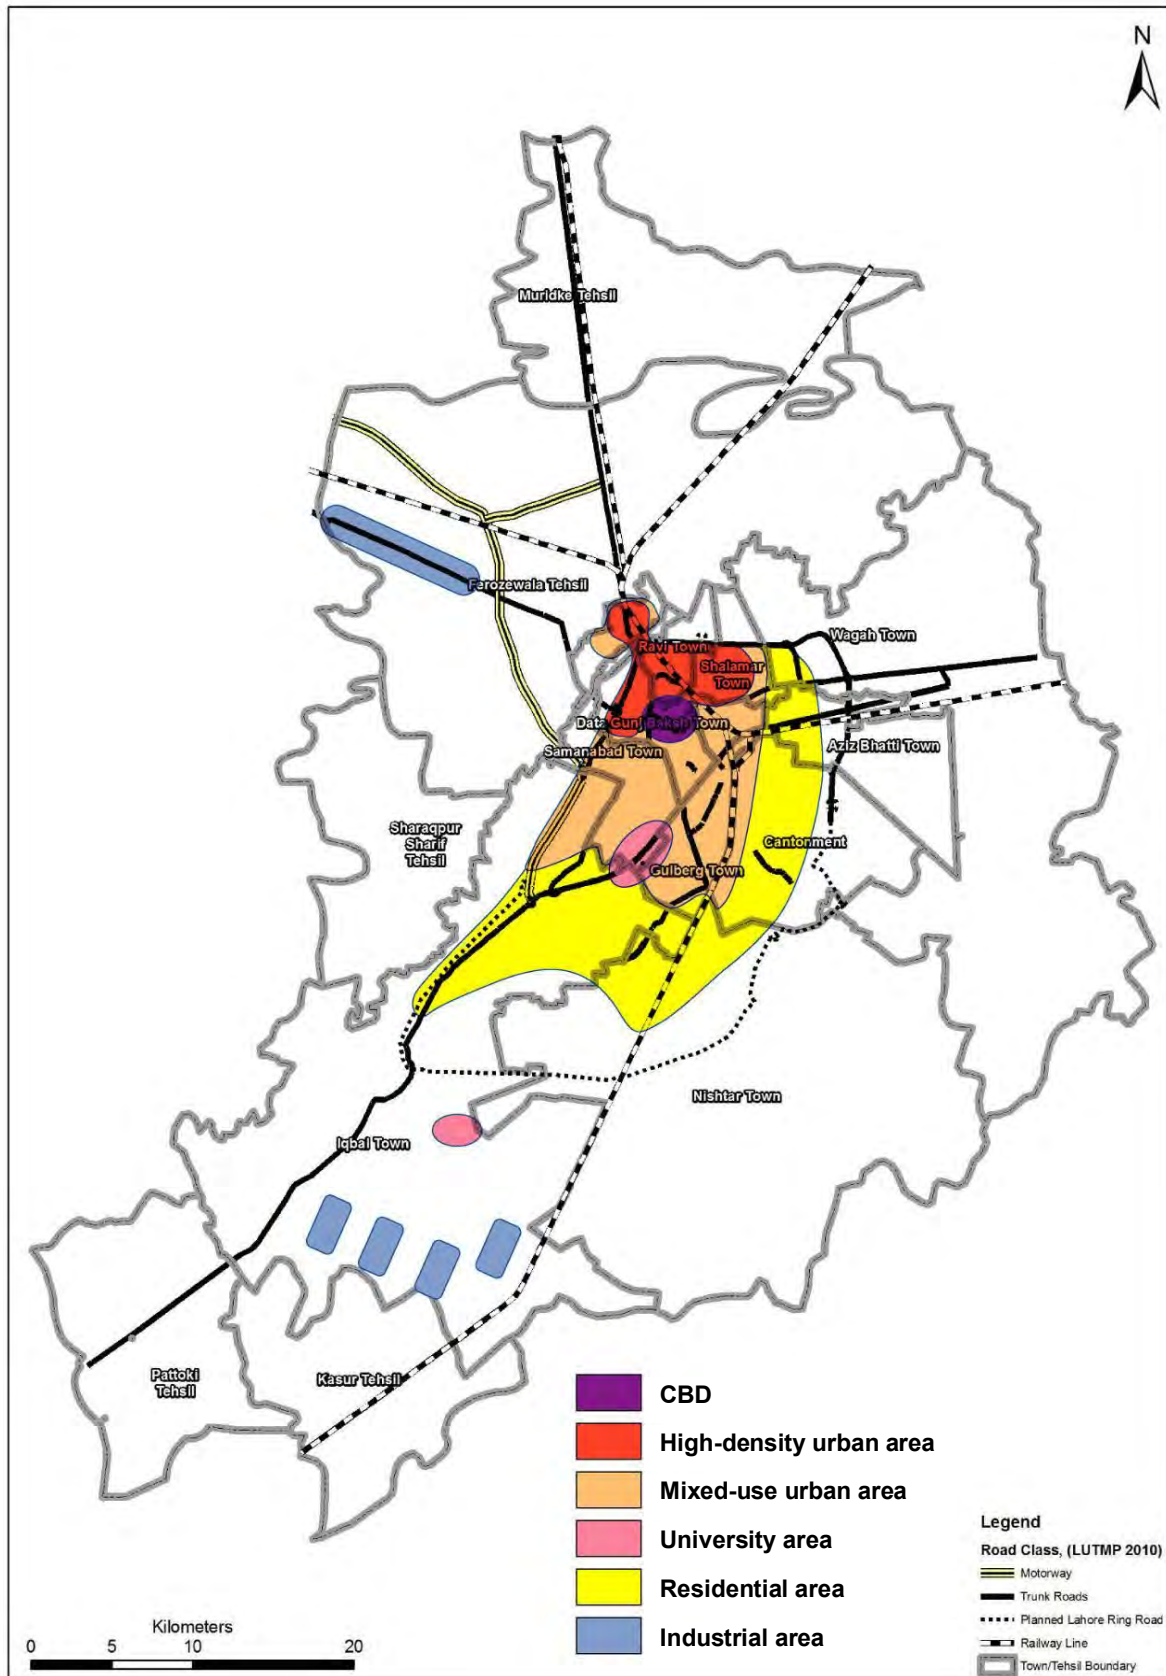 N
Muridke Tehsil
Ferozewala Tehsil
Wagah Town
Ravi Town
Shalamar
Town
Data Gunj Baksh Town
Samanabad Town
Aziz Bhatti Town
Sharaqpur
Sharif
Tehsil
Cantonment
Gulberg Town
Nishtar Town
Iqbal Town
Pattoki
Tehsil
Kasur Tehsil
CBD
High-density urban area
Mixed-use urban area
University area
Residential area
Industrial area
Legend
Road Class, (LUTMP 2010)
Motorway
Trunk Roads
Planned Lahore Ring Road
Railway Line
Town/Tehsil Boundary
Kilometers
0 5 10 20